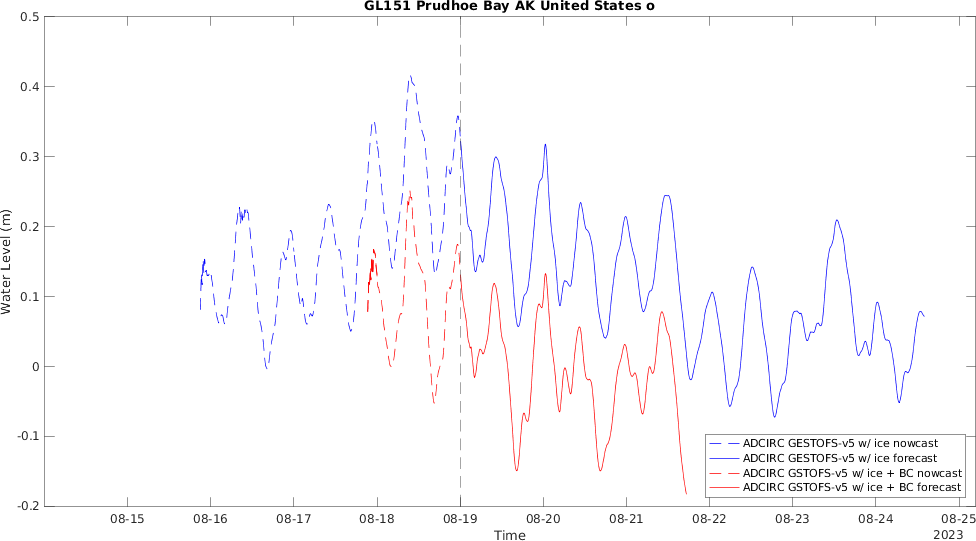 GL151 Prudhoe Bay AK United States o
0.5
0.4
0.3
0.2
0.1
0
-0.1
-0.2
Water Level (m)
ADCIRC GESTOFS-v5 w/ ice nowcast
ADCIRC GESTOFS-v5 w/ ice forecast
ADCIRC GSTOFS-v5 w/ ice + BC nowcast
ADCIRC GSTOFS-v5 w/ ice + BC forecast
08-15 08-16 08-17 08-18 08-19 08-20 08-21 08-22 08-23 08-24 08-25
Time
2023